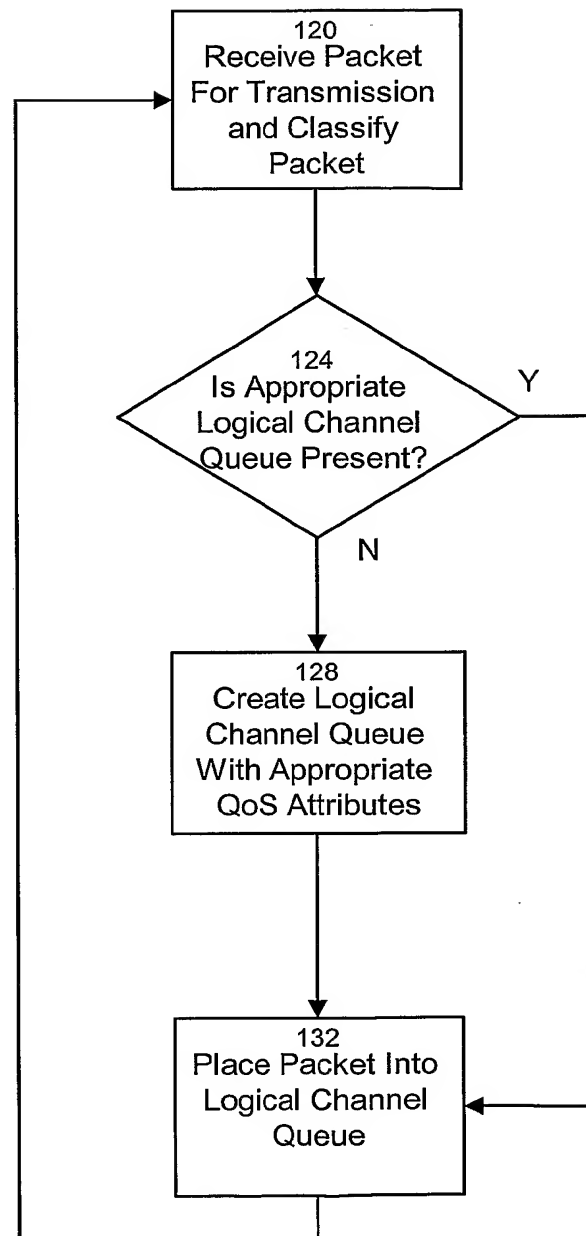 120
Receive Packet
For Transmission
and Classify
Packet
124
Is Appropriate
Logical Channel
Queue Present?
Y
N
128
Create Logical
Channel Queue
With Appropriate
QoS Attributes
132
Place Packet Into
Logical Channel
Queue